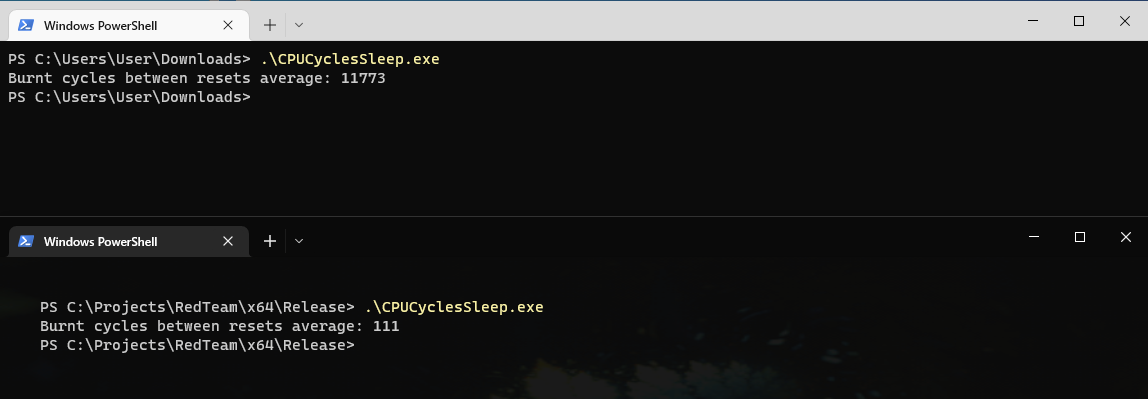 Windows PowerShell
PS C:\Users\User\Downloads> .\CPUCyclesSleep.exe
Burnt cycles between resets average: 11773
PS C:\Users\User\Downloads>
Windows PowerShell
PS C:\Projects\RedTeam\x64\Release> .\CPUCyclesSleep.exe
Burnt cycles between resets average: 111
PS C:\Projects\RedTeam\x64\Release>